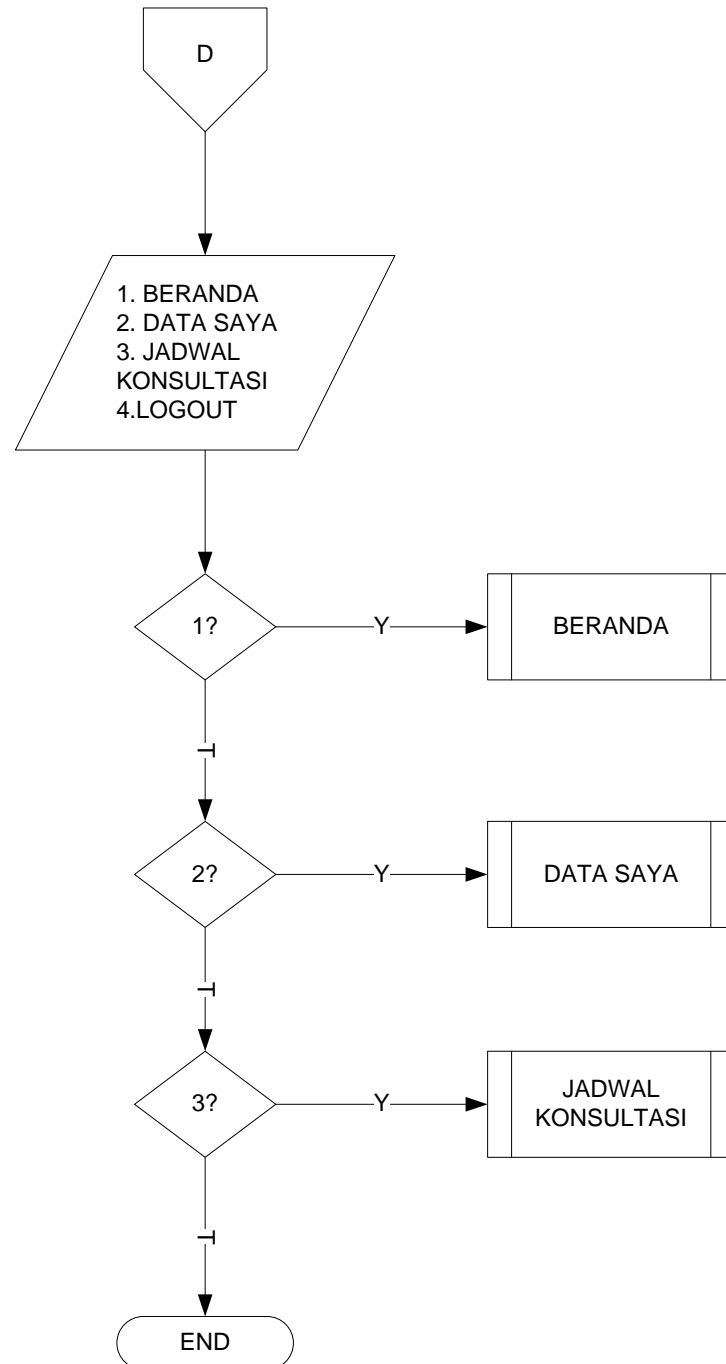 D
1. BERANDA
2. DATA SAYA
3. JADWAL
KONSULTASI
4.LOGOUT
1?
Y
BERANDA
T
2?
Y
DATA SAYA
T
3?
Y
JADWAL
KONSULTASI
T
END